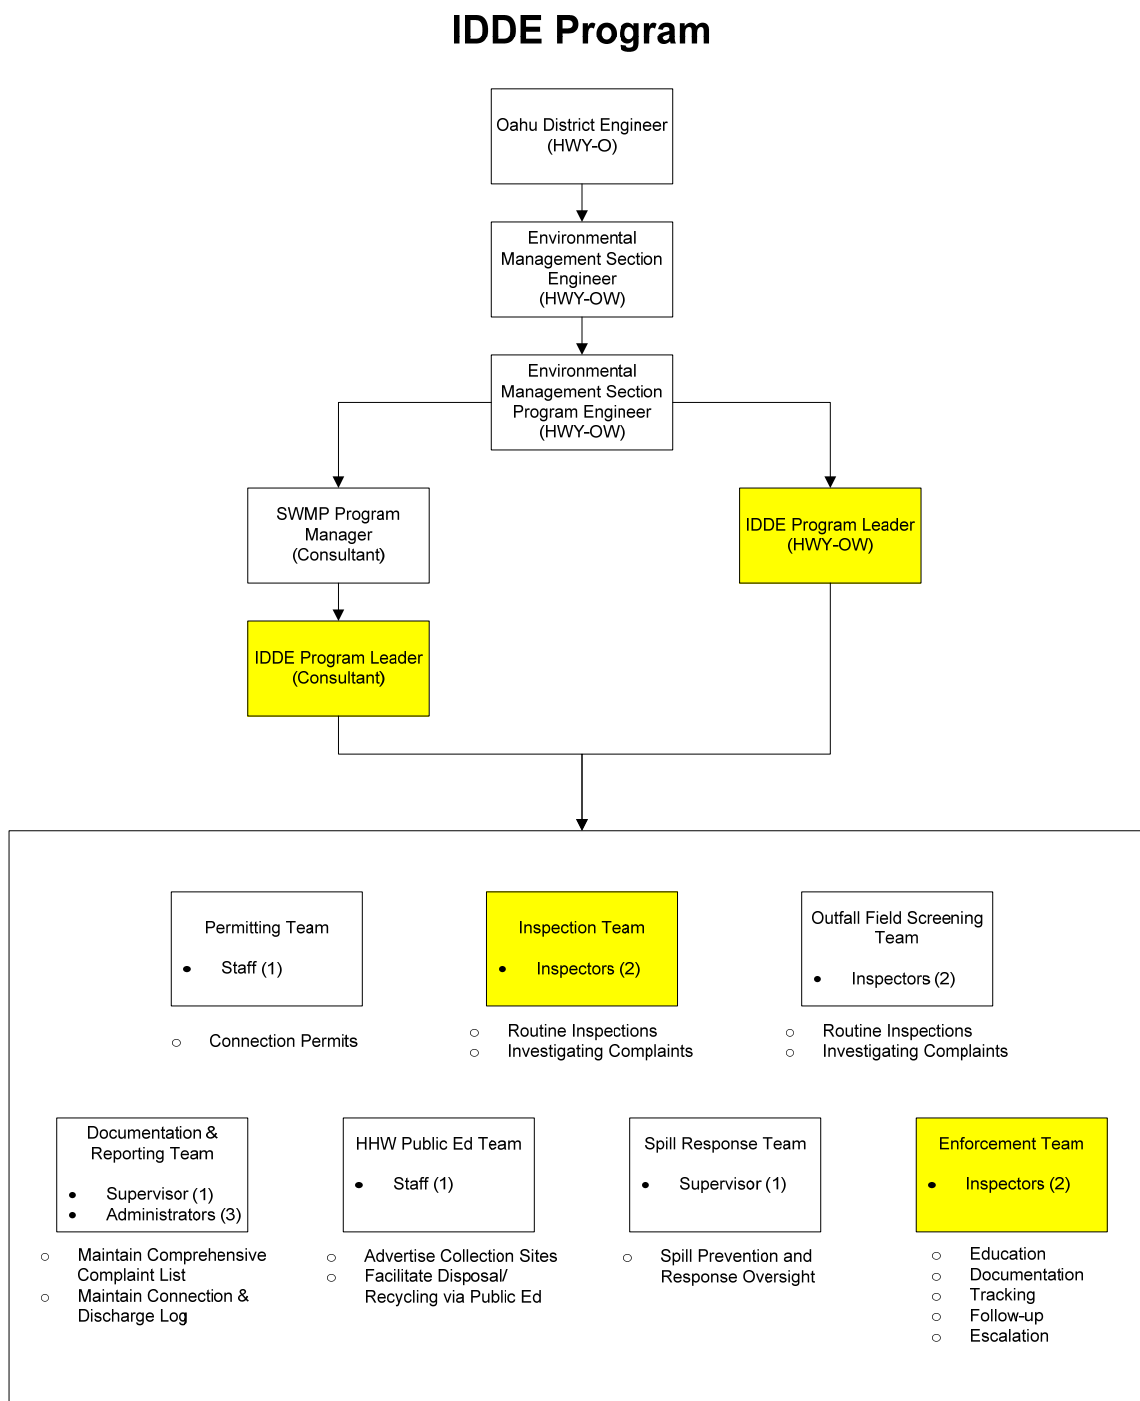 IDDE Program
Oahu District Engineer
(HWY-O)
Environmental
Management Section
Engineer
(HWY-OW)
Environmental
Management Section
Program Engineer
(HWY-OW)
SWMP Program
Manager
(Consultant)
IDDE Program Leader
(HWY-OW)
IDDE Program Leader
(Consultant)
Permitting Team
• Staff (1)
○ Connection Permits
Inspection Team
• Inspectors (2)
○ Routine Inspections
○ Investigating Complaints
Outfall Field Screening
Team
• Inspectors (2)
○ Routine Inspections
○ Investigating Complaints
Documentation &
Reporting Team
• Supervisor (1)
• Administrators (3)
○ Maintain Comprehensive
Complaint List
○ Maintain Connection &
Discharge Log
HHW Public Ed Team
• Staff (1)
○ Advertise Collection Sites
○ Facilitate Disposal/
Recycling via Public Ed
Spill Response Team
• Supervisor (1)
○ Spill Prevention and
Response Oversight
Enforcement Team
• Inspectors (2)
○ Education
○ Documentation
○ Tracking
○ Follow-up
○ Escalation